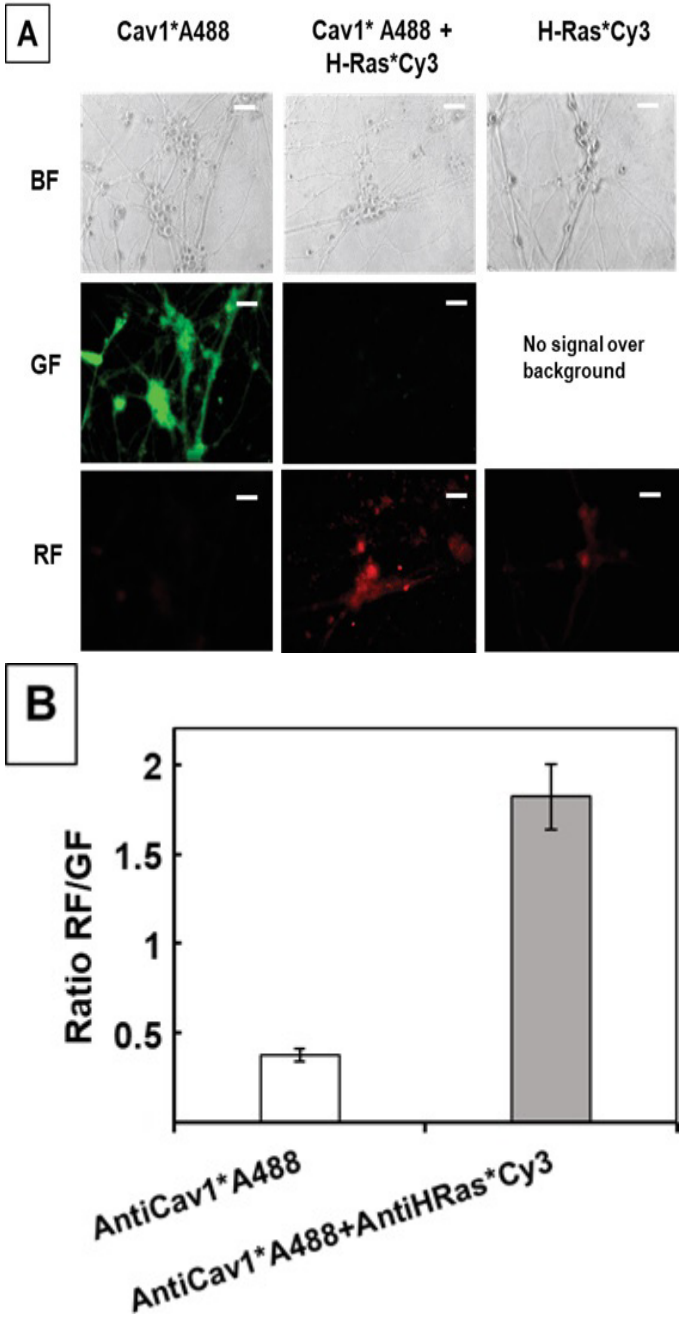 A
Cav1*A488
Cav1* A488 +
H-Ras*Cy3
H-Ras*Cy3
BF
GF
No signal over
background
RF
B
Ratio RF/GF
2
1.5
1
0.5
AntiCav1*A488
AntiCav1*A488+AntiHRas*Cy3